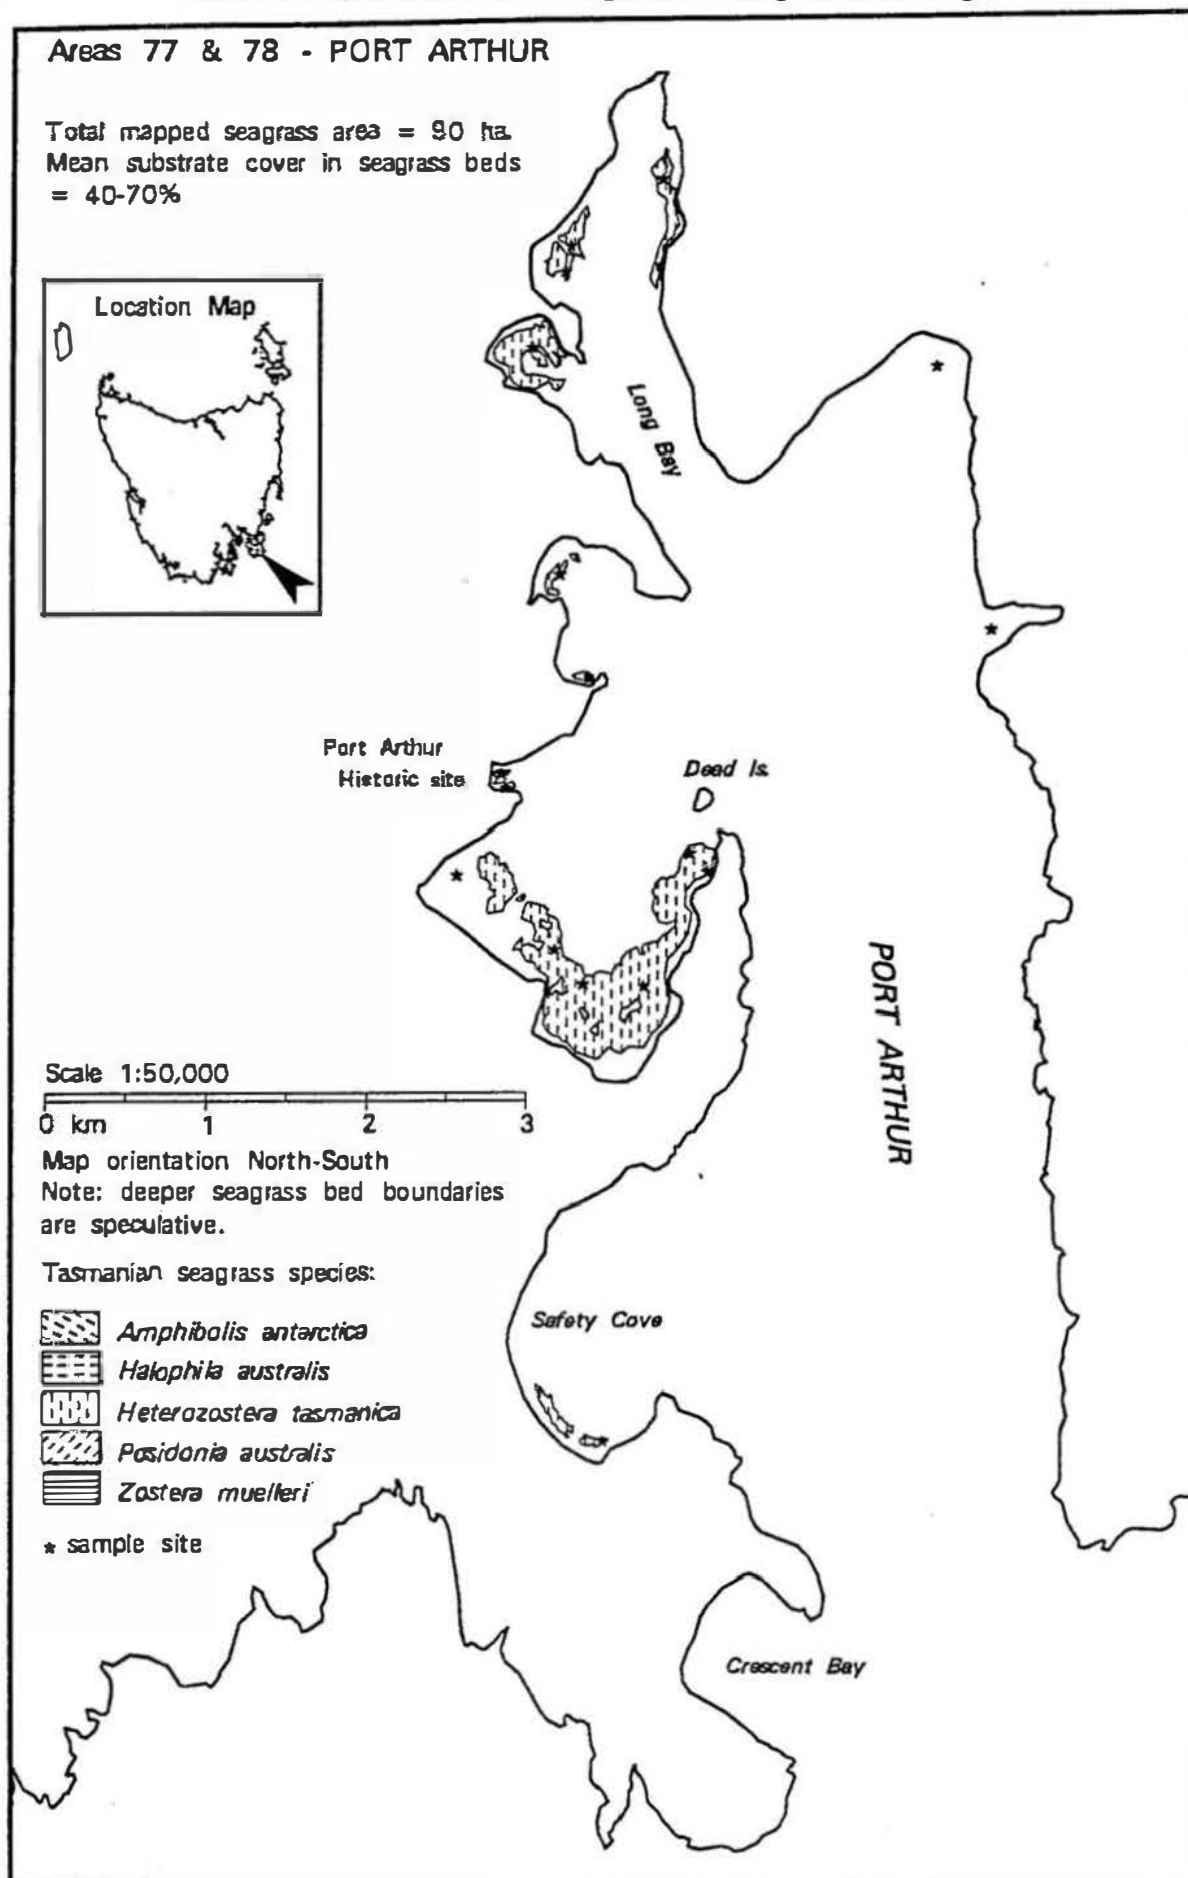 Areas 77 & 78 - PORT ARTHUR
Total mapped seagrass area = 90 ha.
Mean substrate cover in seagrass beds
= 40-70%
Location Map
Long Bay
Port Arthur
Historic site
Dead Is.
PORT ARTHUR
Scale 1:50,000
0 km 1 2 3
Map orientation North-South
Note: deeper seagrass bed boundaries
are speculative.
Tasmanian seagrass species:
Amphibolis antarctica
Halophila australis
Heterozostera tasmanica
Posidonia australis
Zostera muelleri
* sample site
Safety Cove
Crescent Bay